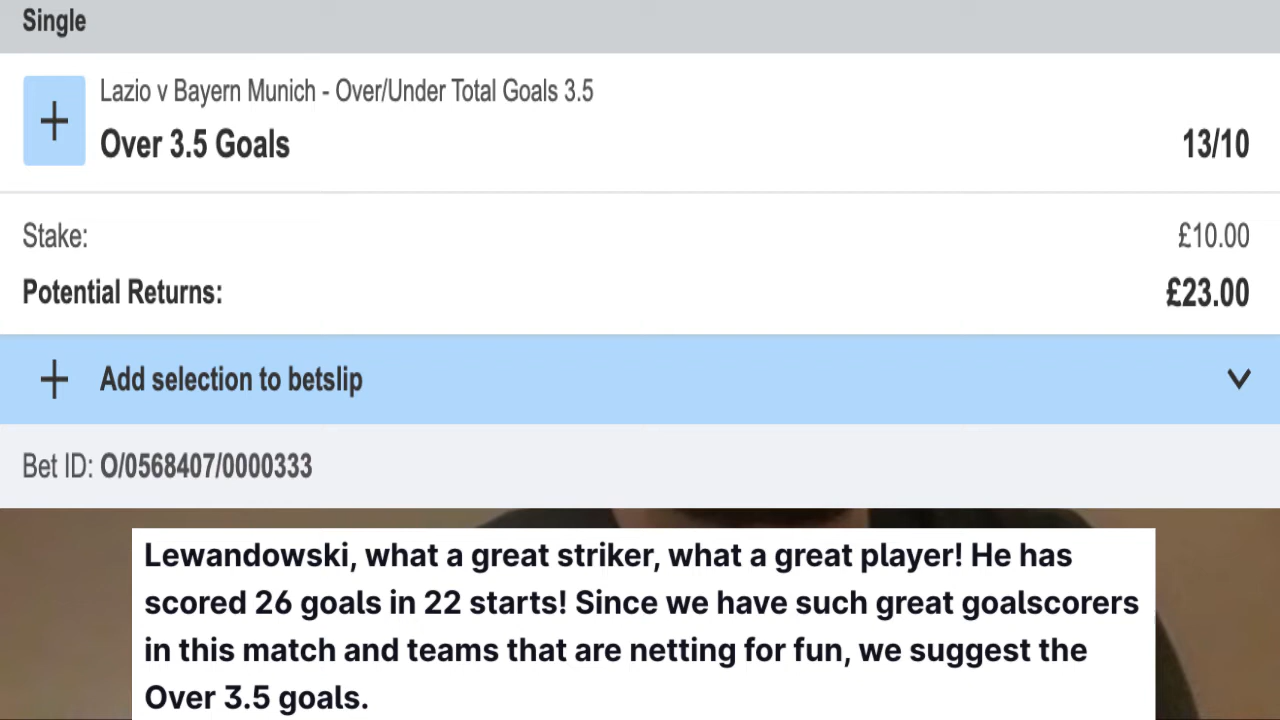 Single
Lazio v Bayern Munich - Over/Under Total Goals 3.5
Over 3.5 Goals 13/10
Stake: £10.00
Potential Returns: £23.00
Add selection to betslip
Bet ID: O/0568407/0000333
Lewandowski, what a great striker, what a great player! He has
scored 26 goals in 22 starts! Since we have such great goalscorers
in this match and teams that are netting for fun, we suggest the
Over 3.5 goals.